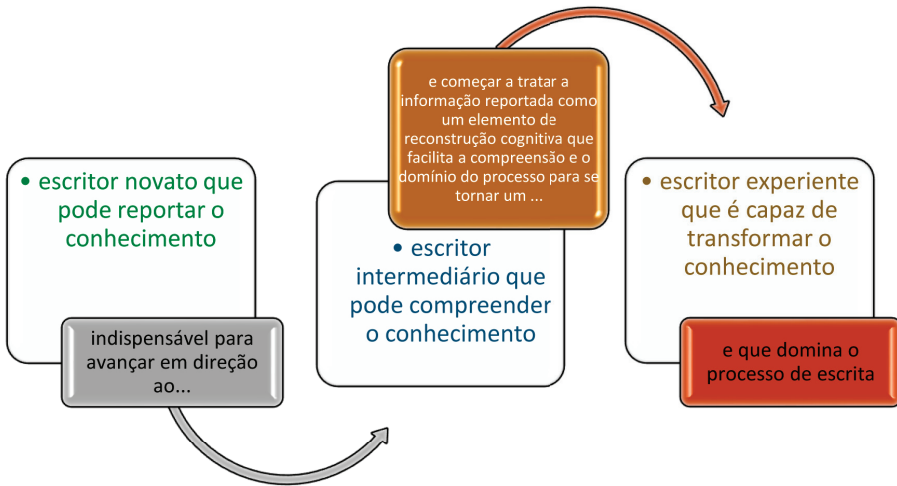 • escritor novato que
pode reportar o
conhecimento
indispensável para
avançar em direção
ao...
• escritor
intermediário que
pode compreender
o conhecimento
e começar a tratar a
informação reportada como
um elemento de
reconstrução cognitiva que
facilita a compreensão e o
domínio do processo para se
tornar um ...
• escritor experiente
que é capaz de
transformar o
conhecimento
e que domina o
processo de escrita